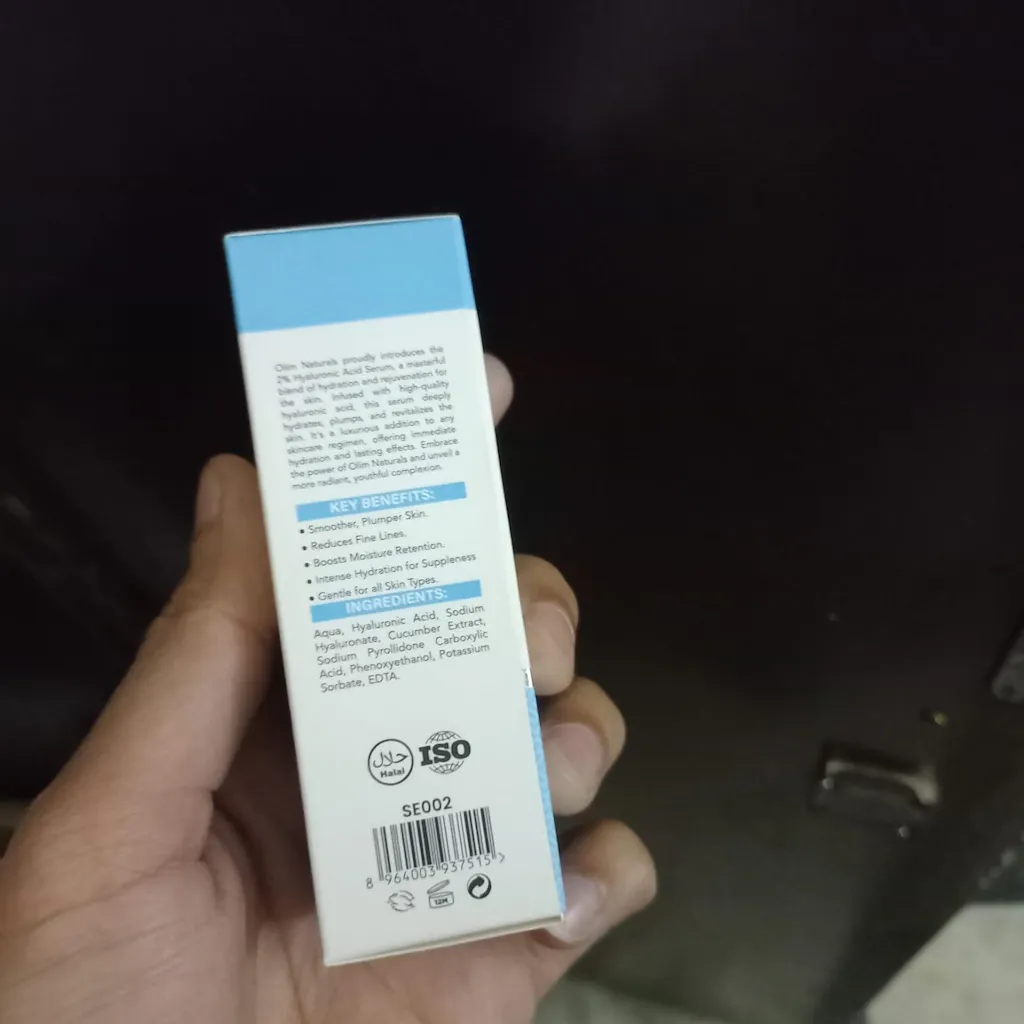 Olim Naturals proudly introduces the
2% Hyaluronic Acid Serum, a masterful
blend of hydration and rejuvenation for
the skin. Infused with high-quality
hyaluronic acid, this serum deeply
hydrates, plumps, and revitalizes the
skin. It's a luxurious addition to any
skincare regimen, offering immediate
hydration and lasting effects. Embrace
the power of Olim Naturals and unveil a
more radiant, youthful complexion.
KEY BENEFITS:
• Smoother, Plumper Skin.
• Reduces Fine Lines.
• Boosts Moisture Retention.
• Intense Hydration for Suppleness
• Gentle for all Skin Types.
INGREDIENTS:
Aqua, Hyaluronic Acid, Sodium
Hyaluronate, Cucumber Extract,
Sodium Pyrollidone Carboxylic
Acid, Phenoxyethanol, Potassium
Sorbate, EDTA.
حلال
Halal
ISO
SE002
8 964003 937515 >
12M